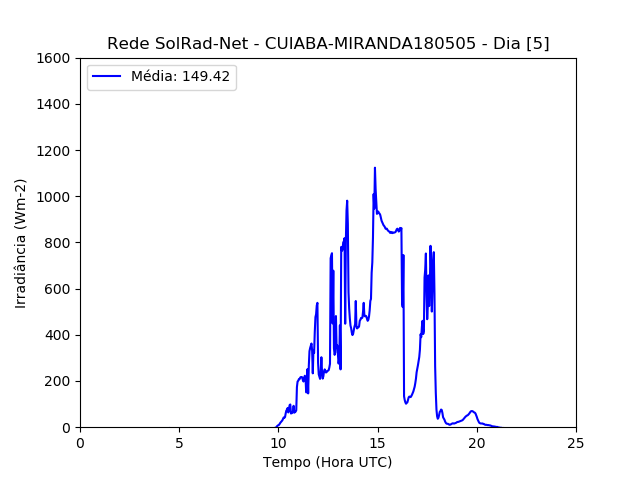 Rede SolRad-Net - CUIABA-MIRANDA180505 - Dia [5]
Média: 149.42
Irradiância (Wm-2)
1600
1400
1200
1000
800
600
400
200
0
0 5 10 15 20 25
Tempo (Hora UTC)